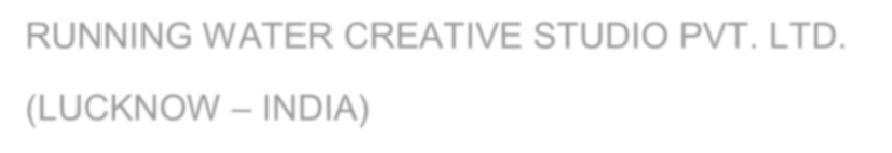 RUNNING WATER CREATIVE STUDIO PVT. LTD.
(LUCKNOW – INDIA)